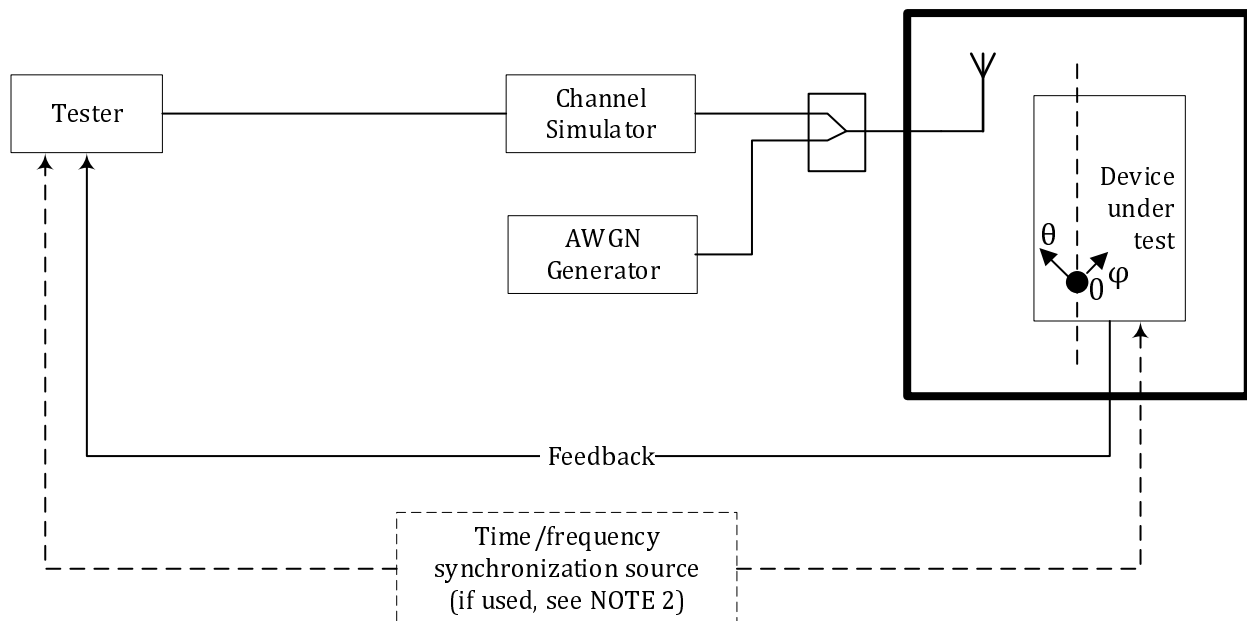 Tester
Channel
Simulator
AWGN
Generator
Device
under
test
θ
φ
0
Feedback
Time/frequency
synchronization source
(if used, see NOTE 2)